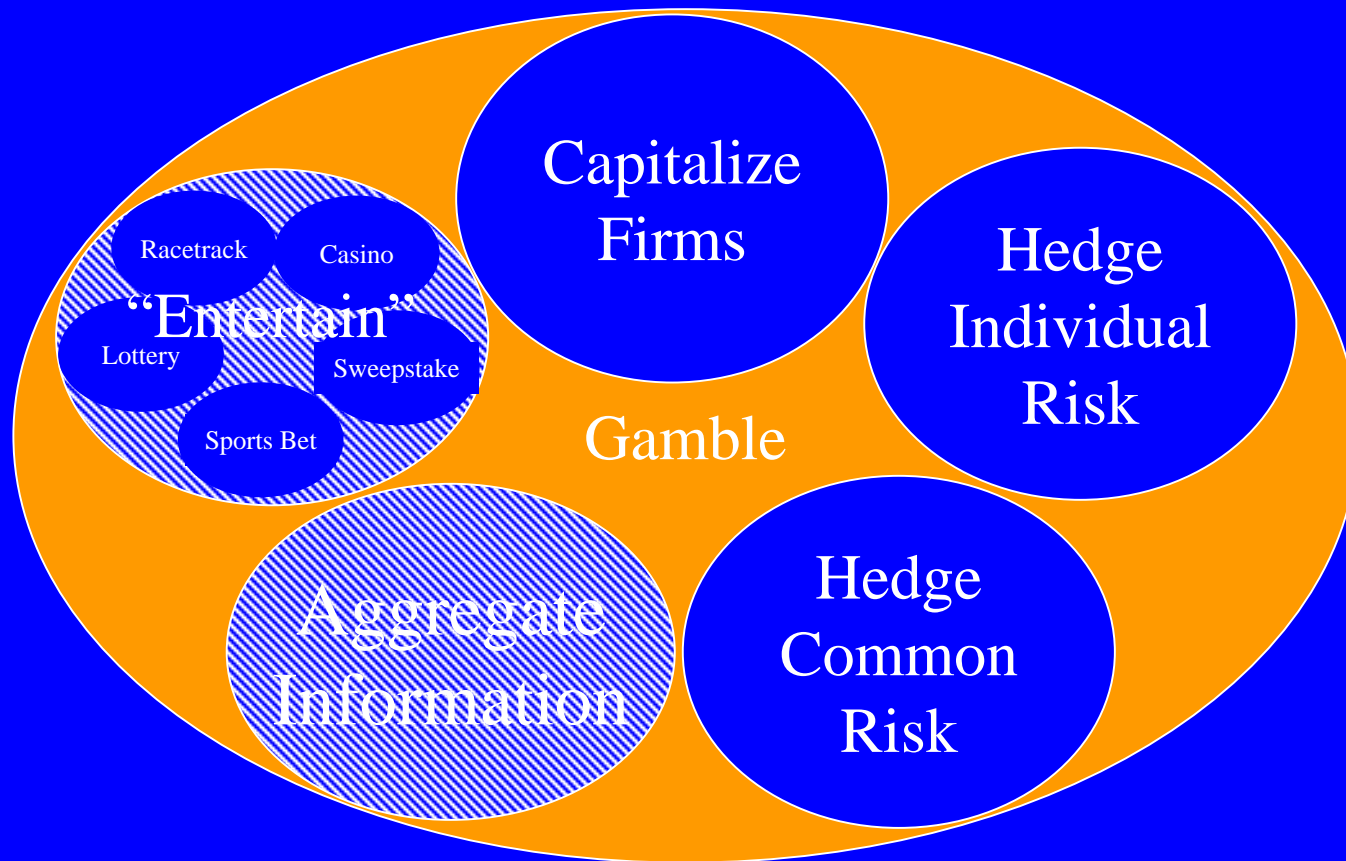 Capitalize
Firms
Racetrack
Casino
“Entertain”
Lottery
Sweepstake
Sports Bet
Hedge
Individual
Risk
Gamble
Aggregate
Information
Hedge
Common
Risk